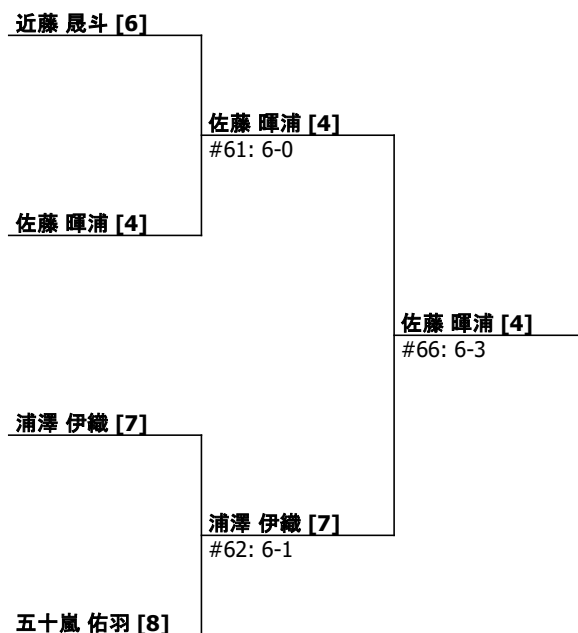 近藤 晟斗 [6]
佐藤 暉浦 [4]
#61: 6-0
佐藤 暉浦 [4]
佐藤 暉浦 [4]
#66: 6-3
浦澤 伊織 [7]
浦澤 伊織 [7]
#62: 6-1
五十嵐 佑羽 [8]